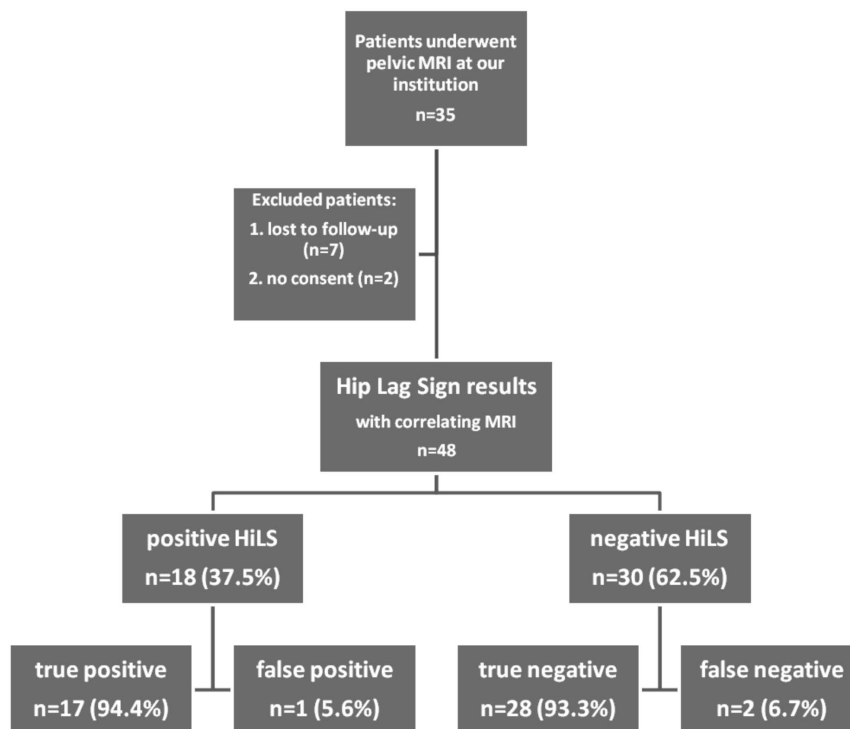 Patients underwent
pelvic MRI at our
institution
n=35
Excluded patients:
1. lost to follow-up
(n=7)
2. no consent (n=2)
Hip Lag Sign results
with correlating MRI
n=48
positive HiLS
n=18 (37.5%)
negative HiLS
n=30 (62.5%)
true positive
n=17 (94.4%)
false positive
n=1 (5.6%)
true negative
n=28 (93.3%)
false negative
n=2 (6.7%)